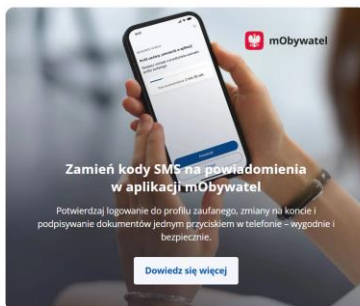 mObywatel
Zamień kody SMS na powiadomienia
w aplikacji mObywatel
Potwierdzaj logowanie do profilu zaufanego, zmiany na koncie i
podpisywanie dokumentów jednym przyciskiem w telefonie – wygodnie i
bezpiecznie.
Dowiedz się więcej